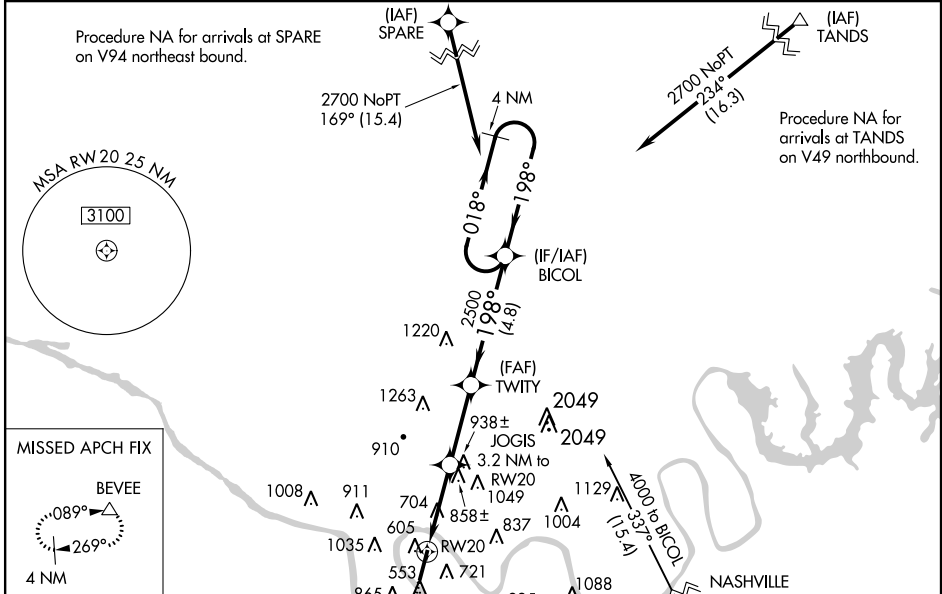 Procedure NA for arrivals at SPARE
on V94 northeast bound.
(IAF)
SPARE
(IAF)
TANDS
2700 NoPT
169° (15.4)
4 NM
2700 NoPT
234°
(16.3)
Procedure NA for
arrivals at TANDS
on V49 northbound.
MSA RW20 25 NM
3100
018°
198°
(IF/IAF)
BICOL
2500
198°
(4.8)
1220
(FAF)
TWITY
1263
2049
2049
938±
910
JOGIS
3.2 NM to
RW20
1049
858±
MISSED APCH FIX
BEVEE
089°
269°
4 NM
1008
911
704
1129
1004
4000 to BICOL
337°
(15.4)
605
837
1035
RW20
553
721
1088
NASHVILLE
865